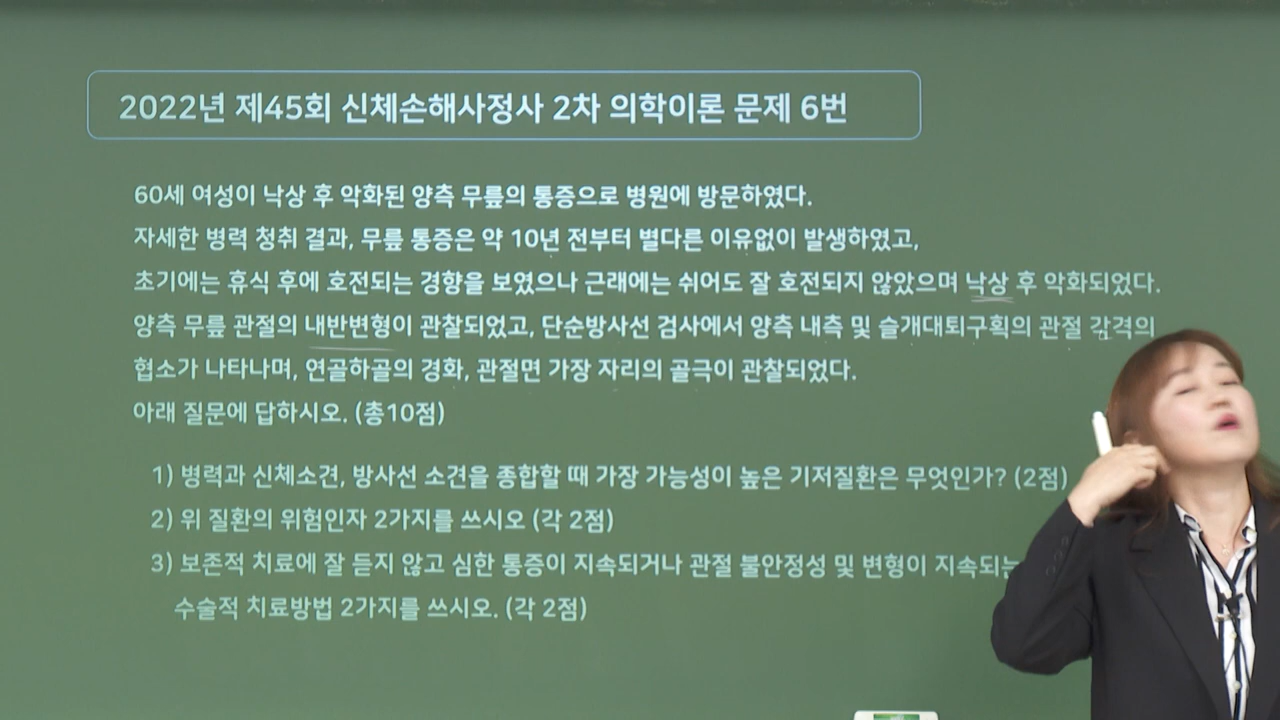 2022년 제45회 신체손해사정사 2차 의학이론 문제 6번
60세 여성이 낙상 후 악화된 양측 무릎의 통증으로 병원에 방문하였다.
자세한 병력 청취 결과, 무릎 통증은 약 10년 전부터 별다른 이유없이 발생하였고,
초기에는 휴식 후에 호전되는 경향을 보였으나 근래에는 쉬어도 잘 호전되지 않았으며 낙상 후 악화되었다.
양측 무릎 관절의 내반변형이 관찰되었고, 단순방사선 검사에서 양측 내측 및 슬개대퇴구획의 관절 간격의
협소가 나타나며, 연골하골의 경화, 관절면 가장 자리의 골극이 관찰되었다.
아래 질문에 답하시오. (총10점)
1) 병력과 신체소견, 방사선 소견을 종합할 때 가장 가능성이 높은 기저질환은 무엇인가? (2점)
2) 위 질환의 위험인자 2가지를 쓰시오 (각 2점)
3) 보존적 치료에 잘 듣지 않고 심한 통증이 지속되거나 관절 불안정성 및 변형이 지속되는
수술적 치료방법 2가지를 쓰시오. (각 2점)